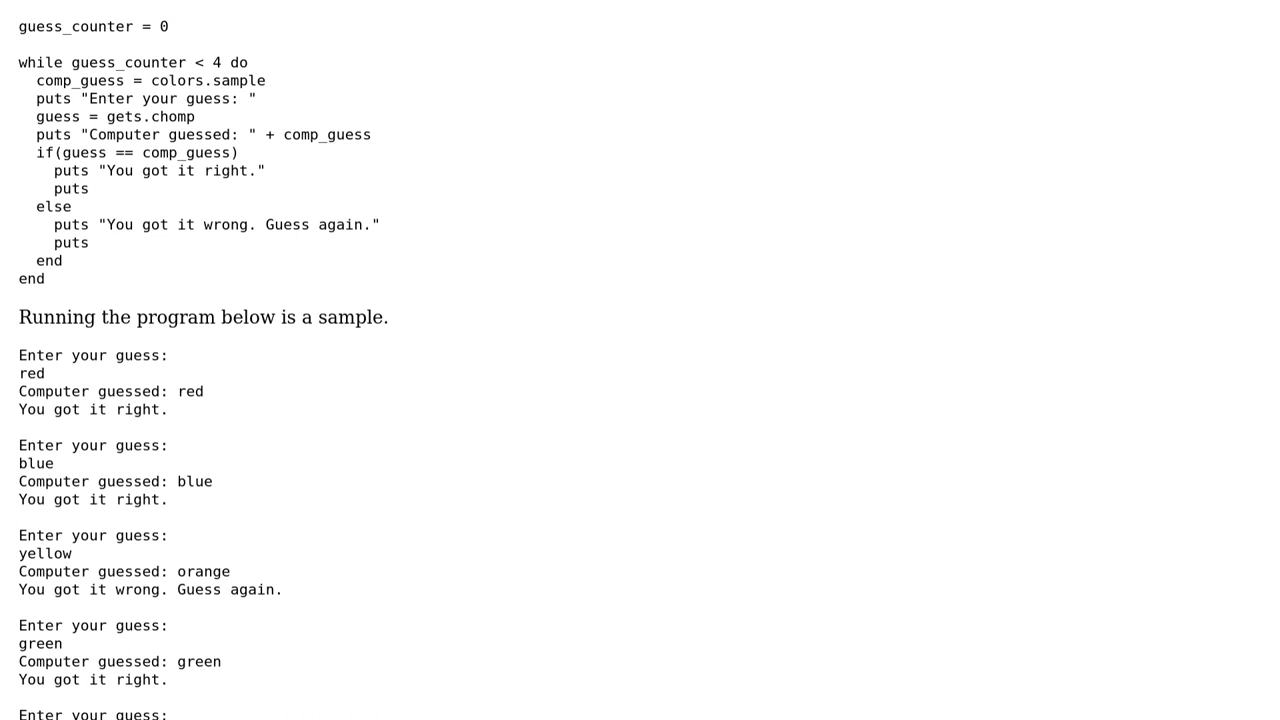 guess_counter = 0

while guess_counter < 4 do
  comp_guess = colors.sample
  puts "Enter your guess: "
  guess = gets.chomp
  puts "Computer guessed: " + comp_guess
  if(guess == comp_guess)
    puts "You got it right."
    puts
  else
    puts "You got it wrong. Guess again."
    puts
  end
end

Running the program below is a sample.

Enter your guess:
red
Computer guessed: red
You got it right.

Enter your guess:
blue
Computer guessed: blue
You got it right.

Enter your guess:
yellow
Computer guessed: orange
You got it wrong. Guess again.

Enter your guess:
green
Computer guessed: green
You got it right.

Enter your guess: